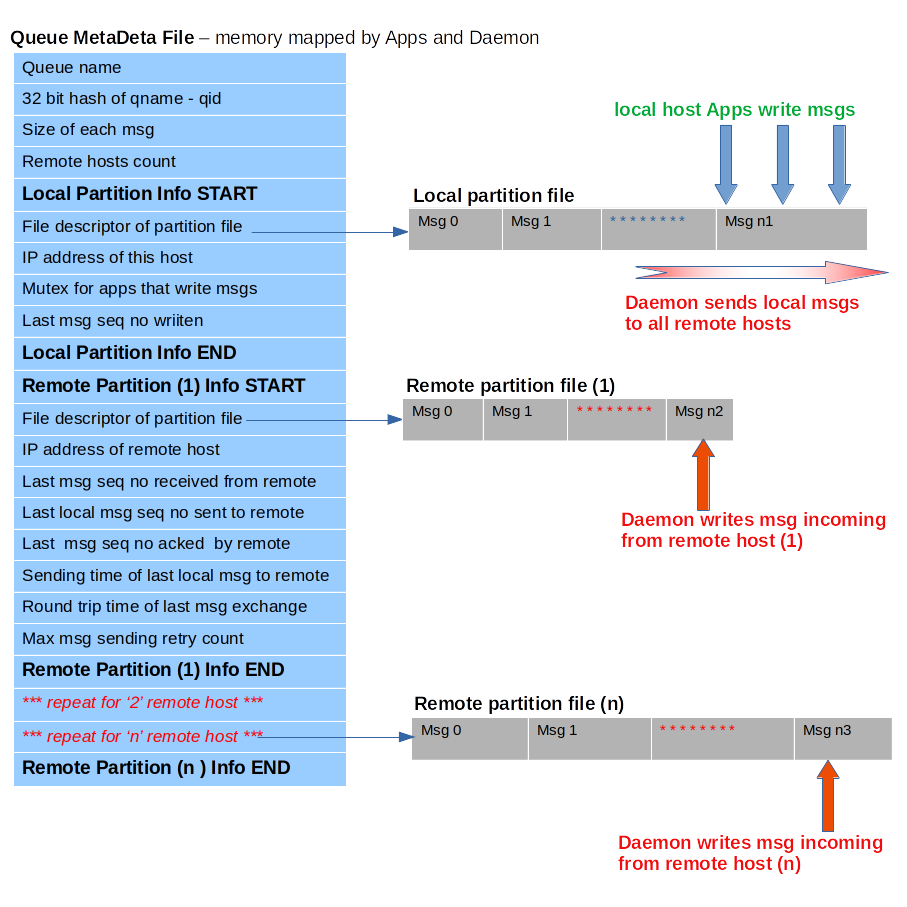 Queue MetaDeta File – memory mapped by Apps and Daemon
Queue name
32 bit hash of qname - qid
Size of each msg
Remote hosts count
Local Partition Info START
File descriptor of partition file
IP address of this host
Mutex for apps that write msgs
Last msg seq no wriiten
Local Partition Info END
Remote Partition (1) Info START
File descriptor of partition file
IP address of remote host
Last msg seq no received from remote
Last local msg seq no sent to remote
Last  msg seq no acked  by remote
Sending time of last local msg to remote
Round trip time of last msg exchange
Max msg sending retry count
Remote Partition (1) Info END
*** repeat for ‘2’ remote host ***
*** repeat for ‘n’ remote host ***
Remote Partition (n ) Info END
local host Apps write msgs
Local partition file
Msg 0 Msg 1 ******** Msg n1
Daemon sends local msgs
to all remote hosts
Remote partition file (1)
Msg 0 Msg 1 ******** Msg n2
Daemon writes msg incoming
from remote host (1)
Remote partition file (n)
Msg 0 Msg 1 ******** Msg n3
Daemon writes msg incoming
from remote host (n)